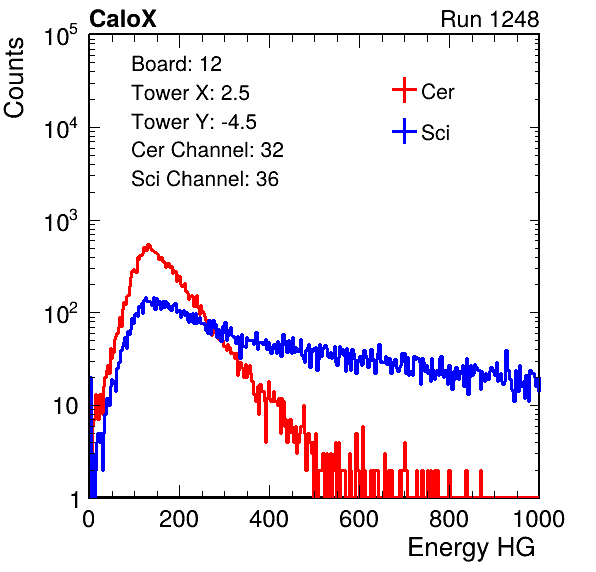 CaloX Run 1248
Counts
10^5
Board: 12
Tower X: 2.5
Tower Y: -4.5
Cer Channel: 32
Sci Channel: 36
Cer
Sci
10^4
10^3
10^2
10
1
0 200 400 600 800 1000
Energy HG